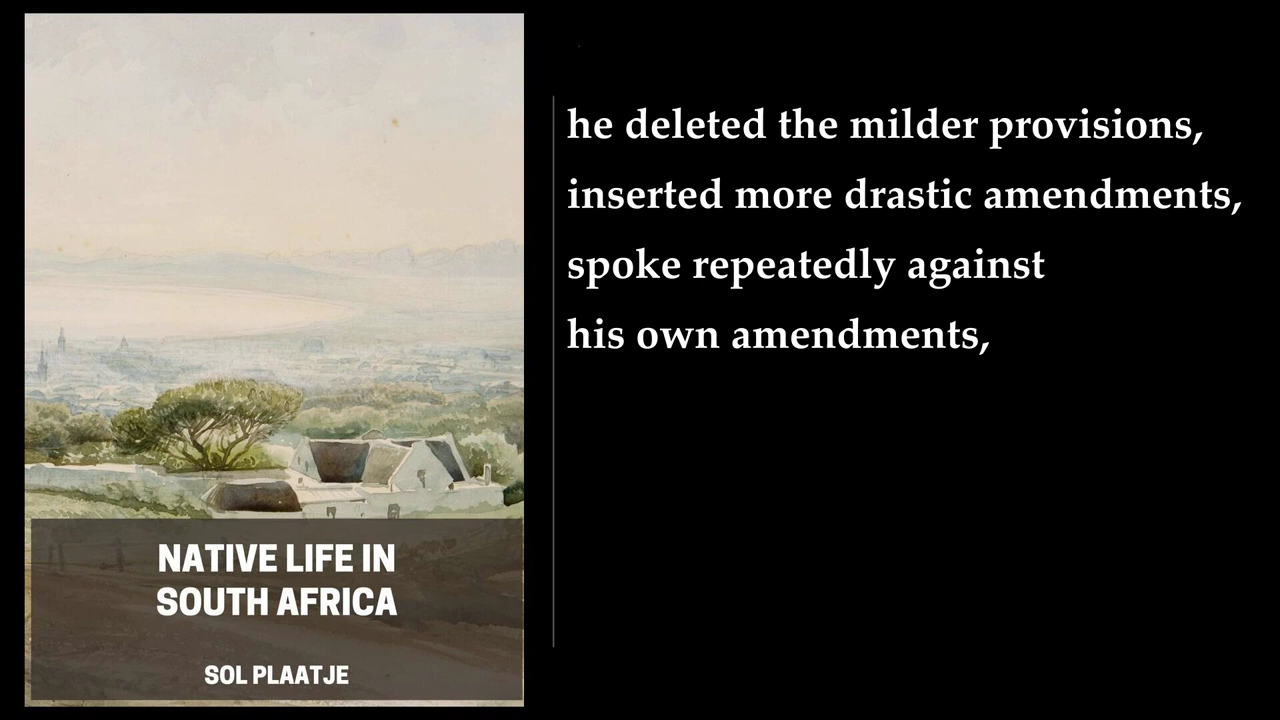 he deleted the milder provisions,
inserted more drastic amendments,
spoke repeatedly against
his own amendments,
NATIVE LIFE IN
SOUTH AFRICA
SOL PLAATJE